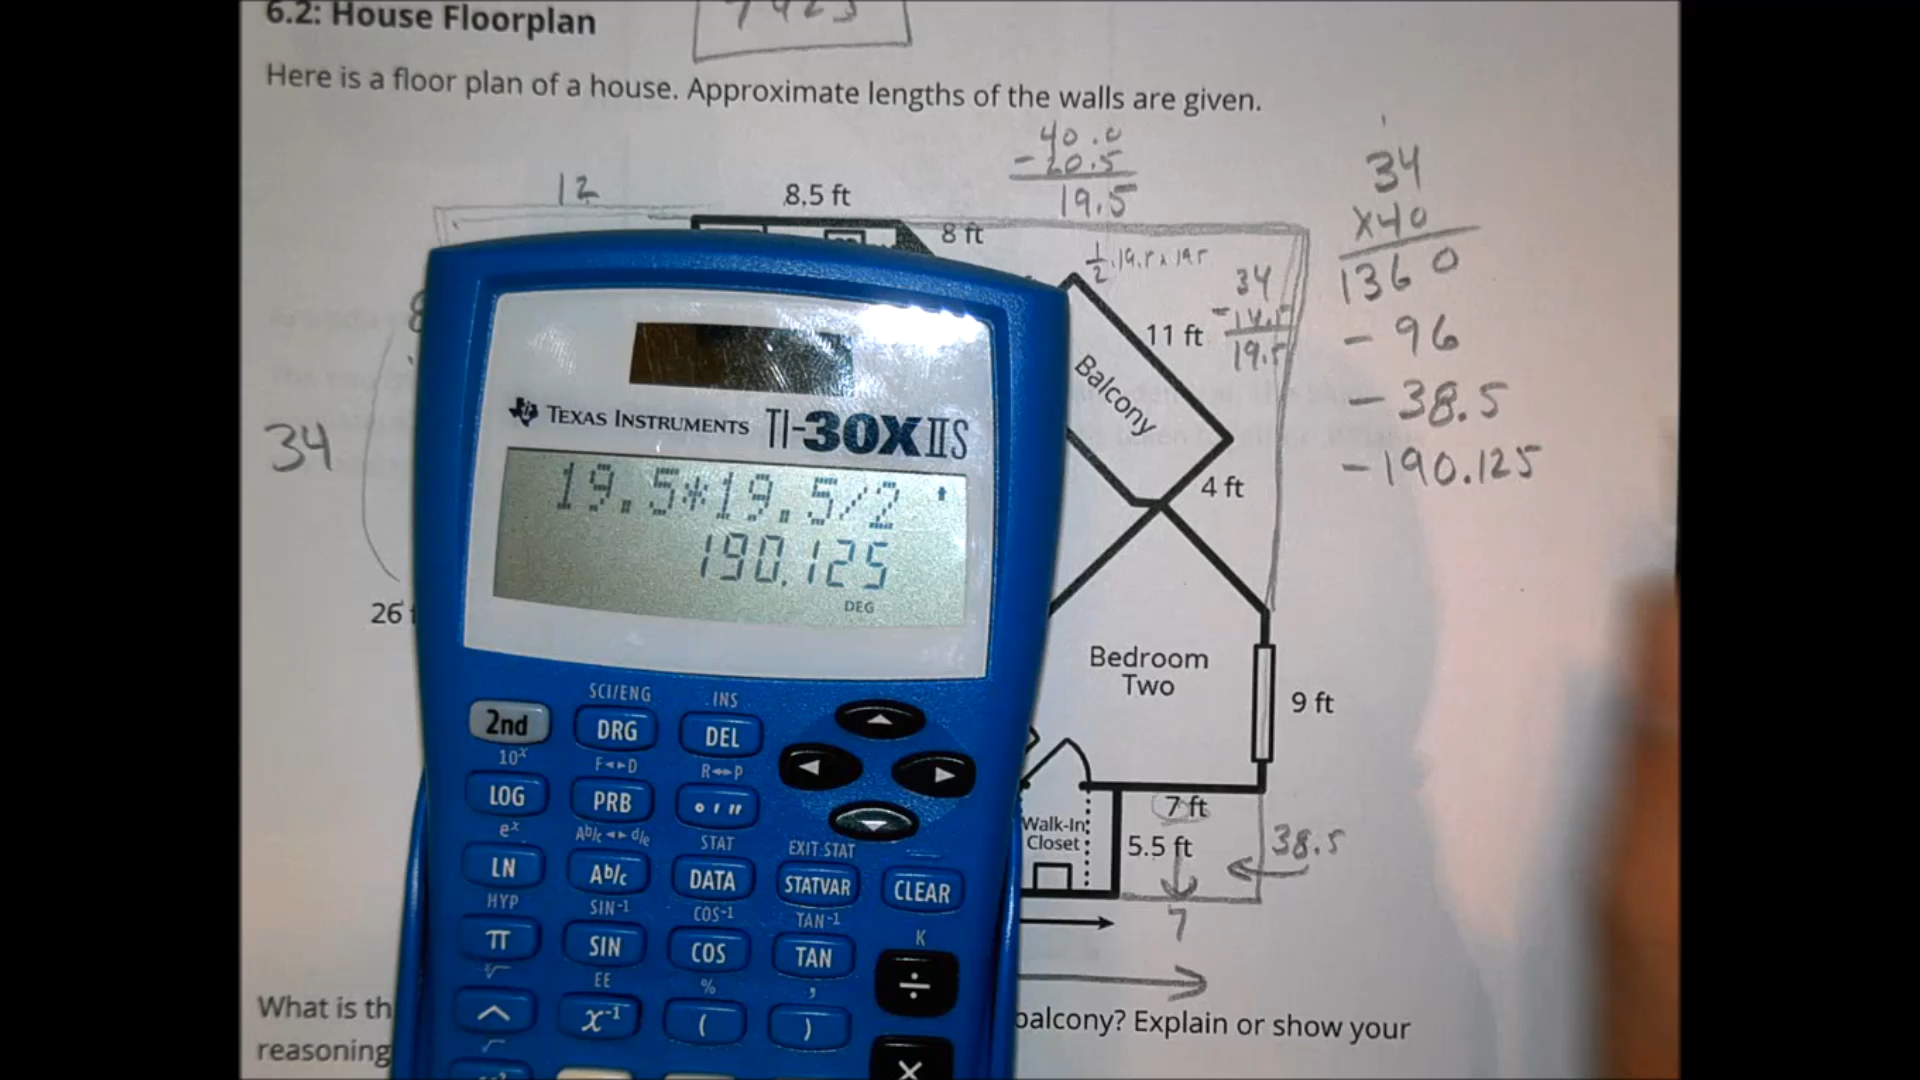 6.2: House Floorplan
Here is a floor plan of a house. Approximate lengths of the walls are given.
40.0
- 20.5
19.5
12
8.5 ft
8 ft
34
x40
1360
- 96
- 38.5
- 190.125
34
19.5
11 ft
Balcony
4 ft
34
26
TEXAS INSTRUMENTS TI-30X IIS
19.5*19.5/2
190.125
DEG
Bedroom
Two
9 ft
7 ft
Walk-In
Closet
5.5 ft
38.5
7
SCI/ENG INS
2nd DRG DEL
10x F◄►D R◄►P
LOG PRB ° ' "
ex Ab/c ◄► d/e STAT EXIT STAT
LN Ab/c DATA STATVAR CLEAR
HYP SIN-1 COS-1 TAN-1 K
π SIN COS TAN ÷
EE % ,
^ x-1 ( ) ×
What is th
balcony? Explain or show your
reasoning